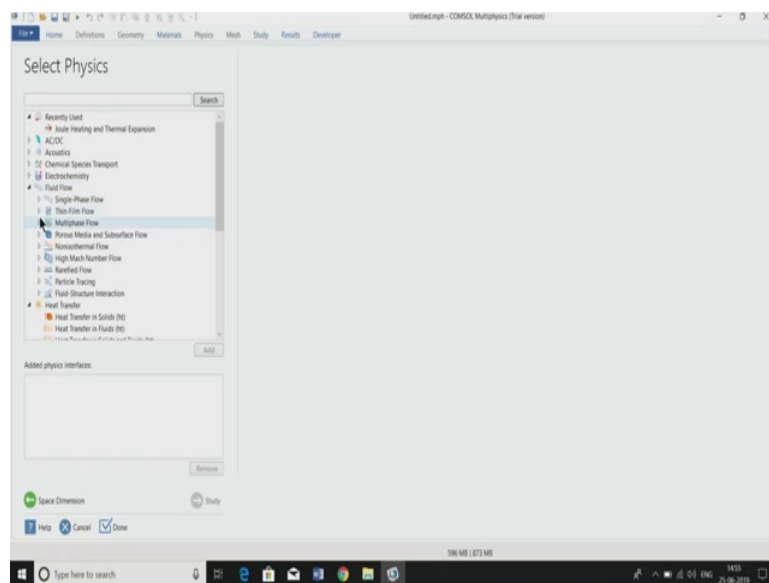 Untitled.mph - COMSOL Multiphysics (Trial version)
File Home Definitions Geometry Materials Physics Mesh Study Results Developer
Select Physics
Search
Recently Used
Joule Heating and Thermal Expansion
AC/DC
Acoustics
Chemical Species Transport
Electrochemistry
Fluid Flow
Single-Phase Flow
Thin-Film Flow
Multiphase Flow
Porous Media and Subsurface Flow
Nonisothermal Flow
High Mach Number Flow
Rarefied Flow
Particle Tracing
Fluid-Structure Interaction
Heat Transfer
Heat Transfer in Solids (ht)
Heat Transfer in Fluids (ht)
Add
Added physics interfaces:
Remove
Space Dimension
Study
Help Cancel Done
596 MB | 873 MB
Type here to search
ENG
14:55
25-06-2019